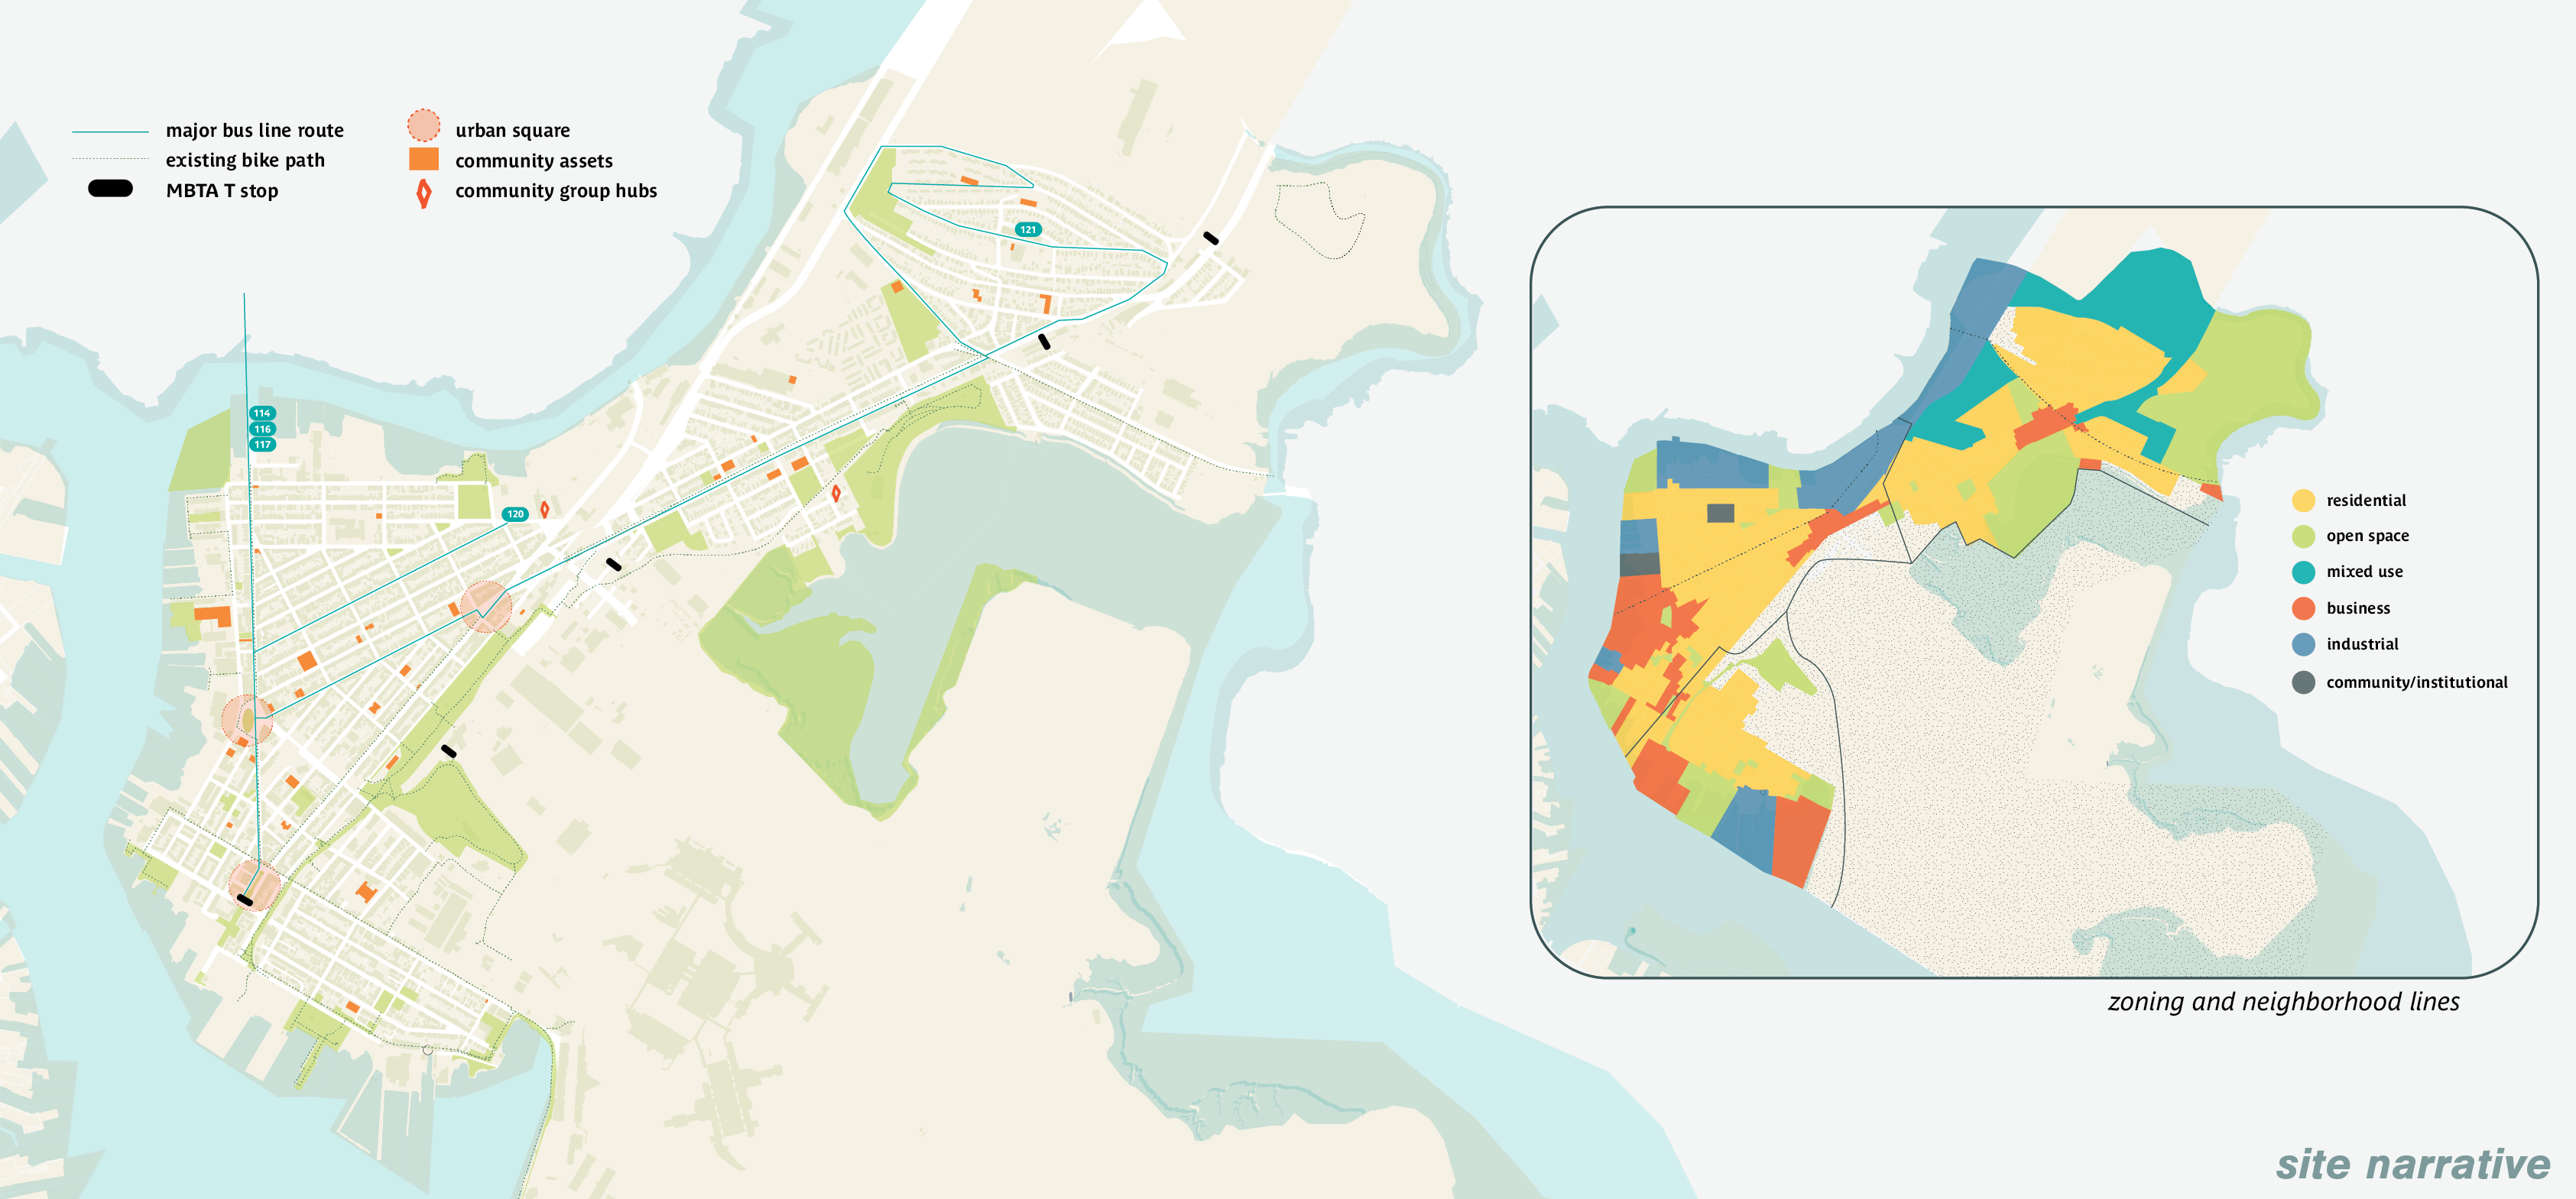 major bus line route
existing bike path
MBTA T stop
urban square
community assets
community group hubs
121
114
116
117
120
residential
open space
mixed use
business
industrial
community/institutional
zoning and neighborhood lines
site narrative